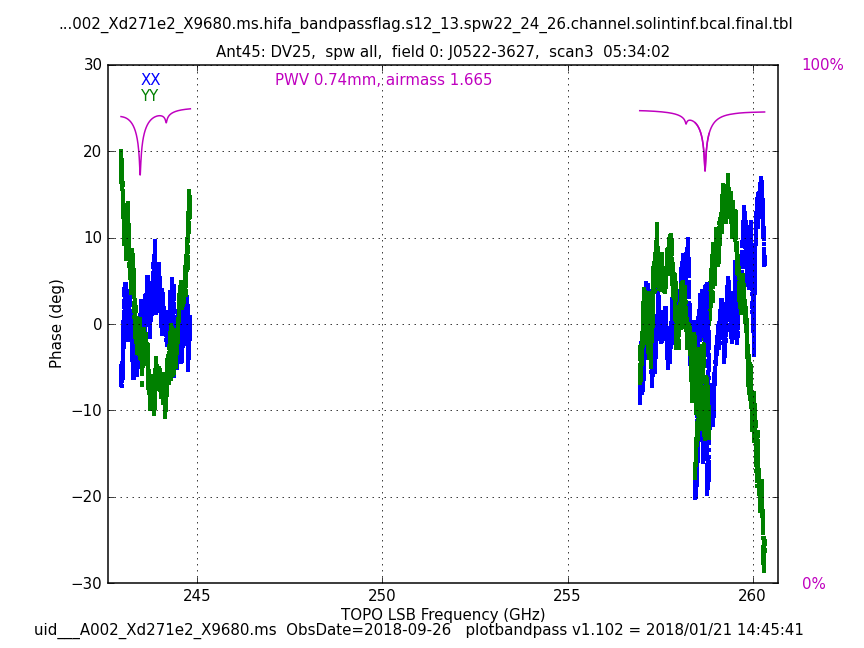 ...002_Xd271e2_X9680.ms.hifa_bandpassflag.s12_13.spw22_24_26.channel.solintinf.bcal.final.tbl
Ant45: DV25,  spw all,  field 0: J0522-3627,  scan3  05:34:02
30
100%
XX
PWV 0.74mm, airmass 1.665
YY
20
10
0
Phase (deg)
−10
−20
−30
0%
245
250
255
260
TOPO LSB Frequency (GHz)
uid___A002_Xd271e2_X9680.ms  ObsDate=2018-09-26   plotbandpass v1.102 = 2018/01/21 14:45:41